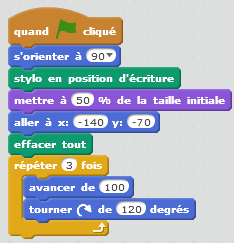 quand cliqué
s'orienter à 90
stylo en position d'écriture
mettre à 50 % de la taille initiale
aller à x: -140 y: -70
effacer tout
répéter 3 fois
avancer de 100
tourner de 120 degrés